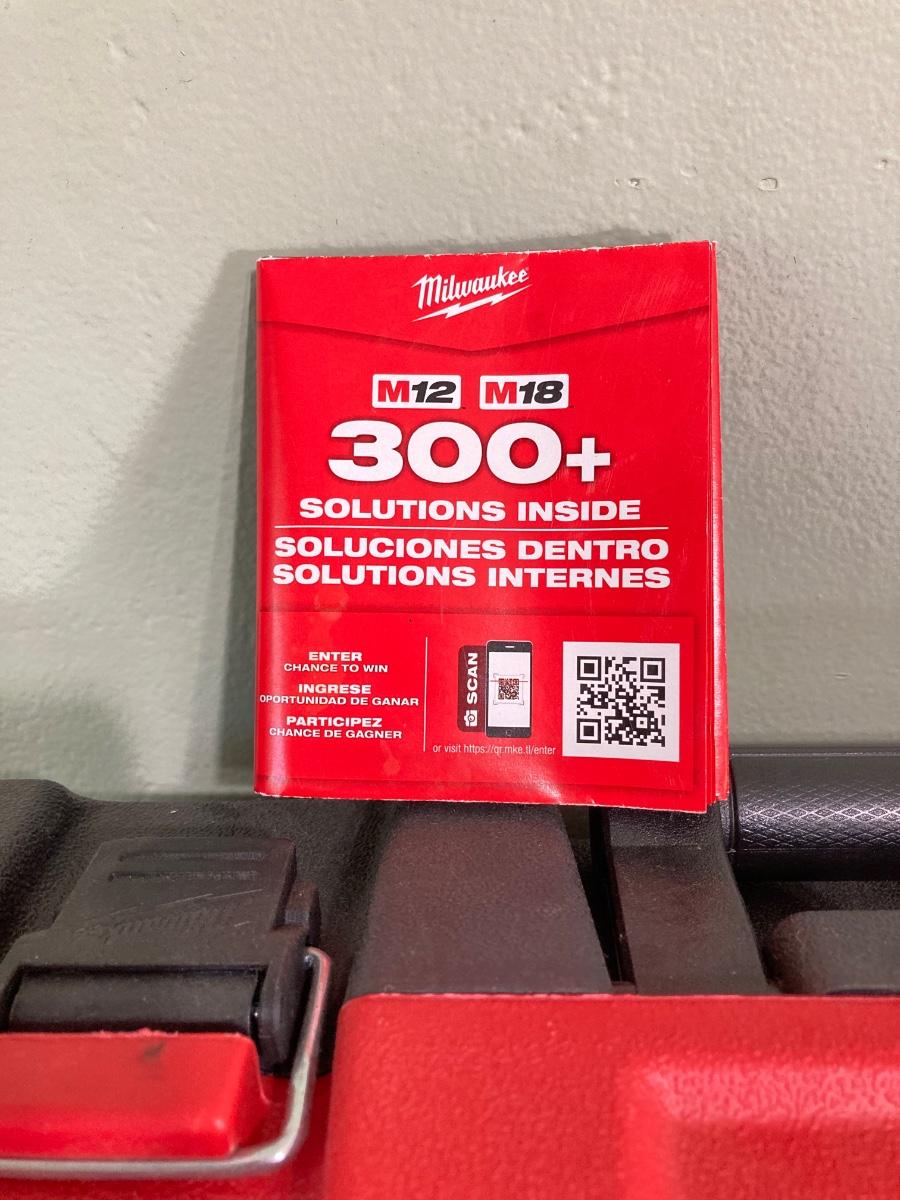 Milwaukee
M12 M18
300+
SOLUTIONS INSIDE
SOLUCIONES DENTRO
SOLUTIONS INTERNES
ENTER
CHANCE TO WIN
INGRESE
OPORTUNIDAD DE GANAR
PARTICIPEZ
CHANCE DE GAGNER
SCAN
or visit https://qr.mke.tl/enter
Milwaukee